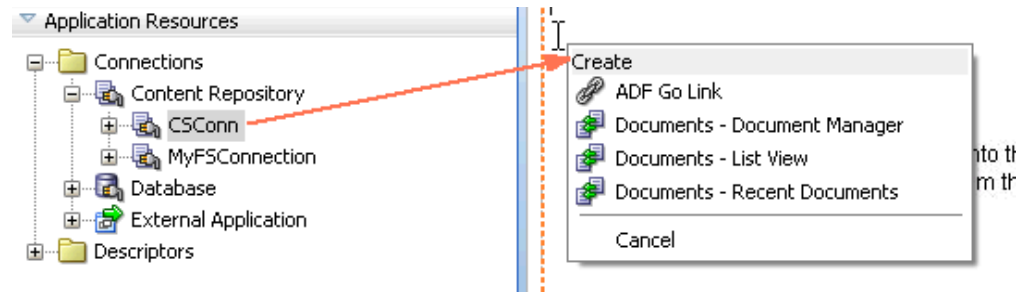 Application Resources
Connections
Content Repository
CSConn
MyFSConnection
Database
External Application
Descriptors
Create
ADF Go Link
Documents - Document Manager
Documents - List View
Documents - Recent Documents
Cancel